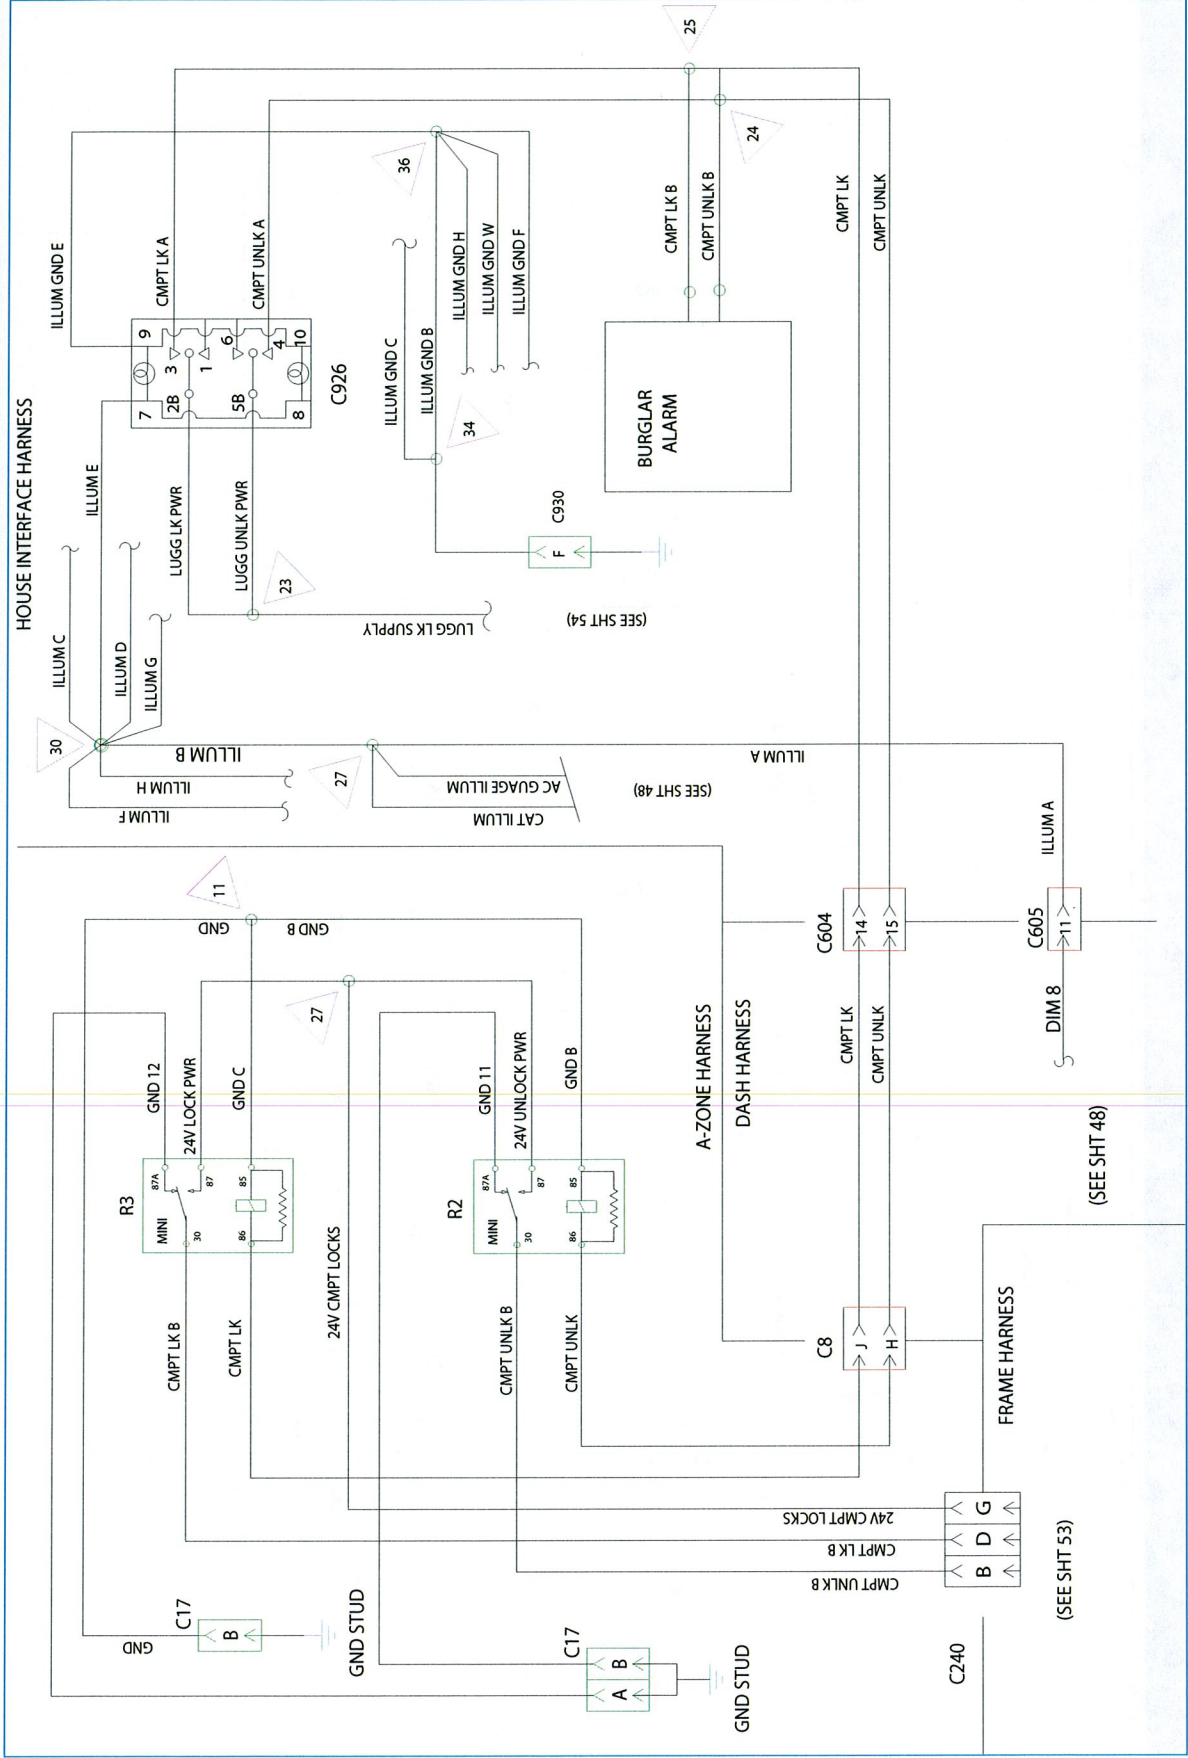 HOUSE INTERFACE HARNESS
ILLUM GND E
CMPT LK A
CMPT UNLK A
9
3
1
6
4
10
7
2B
5B
8
C926
ILLUM C
ILLUM D
ILLUM G
ILLUM E
LUGG LK PWR
LUGG UNLK PWR
23
LUGG LK SUPPLY
30
ILLUM B
ILLUM H
ILLUM F
27
AC GUAGE ILLUM
CAT ILLUM
(SEE SHT 48)
ILLUM A
36
ILLUM GND C
ILLUM GND B
ILLUM GND H
ILLUM GND W
ILLUM GND F
34
C930
F
(SEE SHT 54)
25
24
CMPT LK B
CMPT UNLK B
BURGLAR
ALARM
CMPT LK
CMPT UNLK
11
GND
GND B
27
GND 12
24V LOCK PWR
GND C
R3
MINI
87A
87
85
30
86
CMPT LK B
CMPT LK
24V CMPT LOCKS
GND 11
24V UNLOCK PWR
GND B
R2
MINI
87A
87
85
30
86
CMPT UNLK B
CMPT UNLK
A-ZONE HARNESS
DASH HARNESS
C604
14
15
CMPT LK
CMPT UNLK
C605
11
ILLUM A
DIM 8
(SEE SHT 48)
C8
J
H
FRAME HARNESS
24V CMPT LOCKS
CMPT LK B
CMPT UNLK B
G
D
B
C240
(SEE SHT 53)
GND
C17
B
GND STUD
C17
B
A
GND STUD